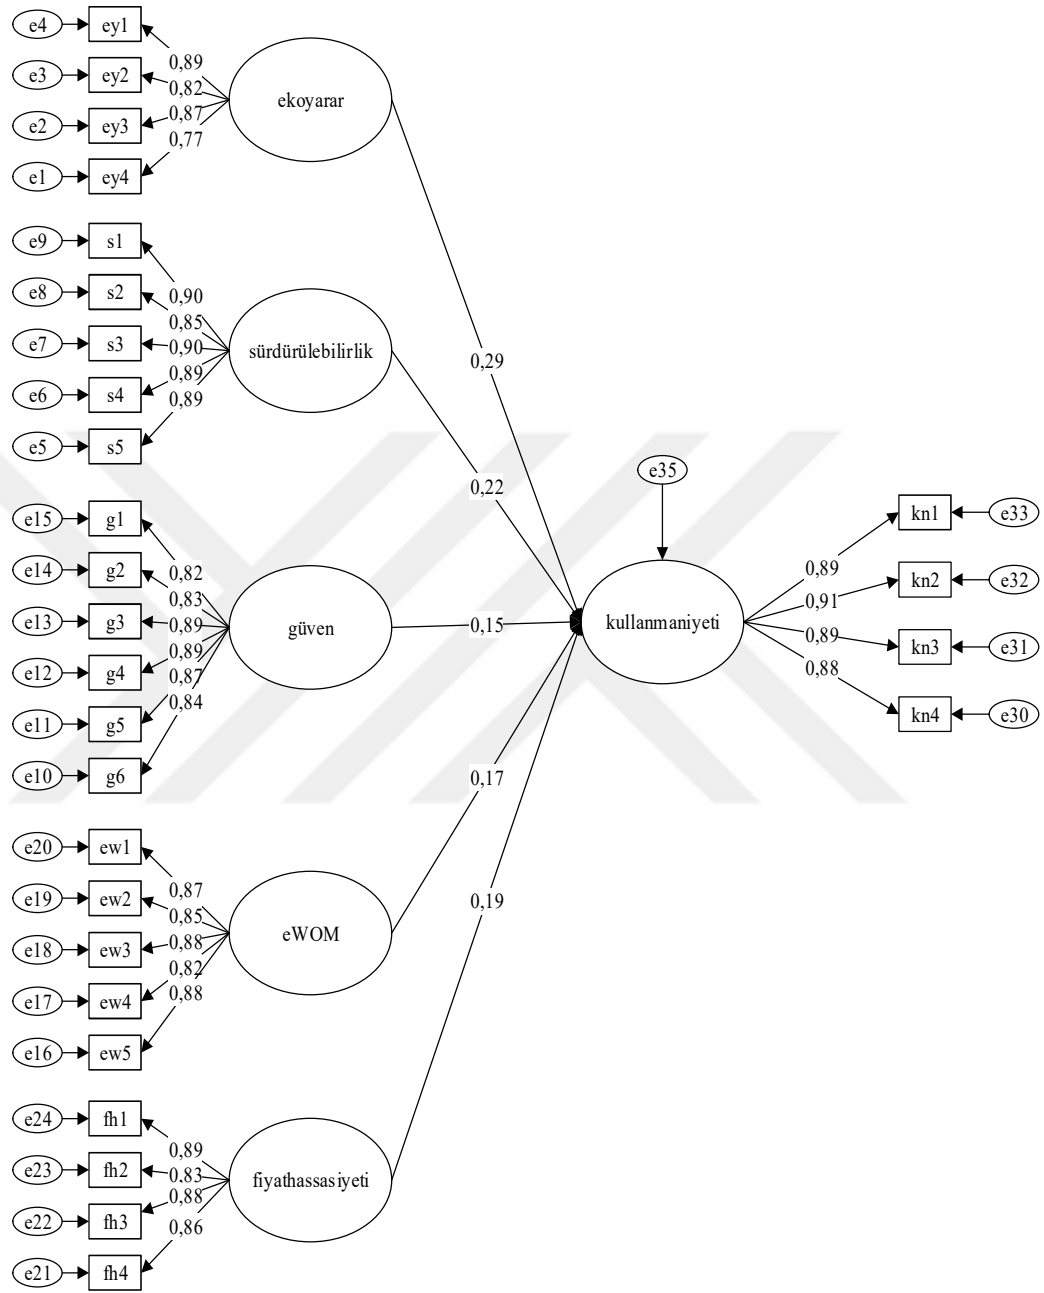 e4 ey1
0,89
e3 ey2
0,82
ekoyarar
e2 ey3
0,87
0,77
e1 ey4
e9 s1
0,90
e8 s2
0,85
e7 s3
0,90
sürdürülebilirlik
0,29
e6 s4
0,89
0,89
e5 s5
e35
0,22
e15 g1
kn1 e33
0,82
e14 g2
0,89
kn2 e32
0,83
0,91
e13 g3
0,89
güven
0,15
kullanmaniyeti
0,89
kn3 e31
0,89
e12 g4
0,88
0,87
0,84
e11 g5
kn4 e30
e10 g6
0,17
e20 ew1
0,87
e19 ew2
0,19
0,85
eWOM
e18 ew3
0,88
0,82
e17 ew4
0,88
e16 ew5
e24 fh1
0,89
e23 fh2
0,83
fiyathassasiyeti
0,88
e22 fh3
0,86
e21 fh4